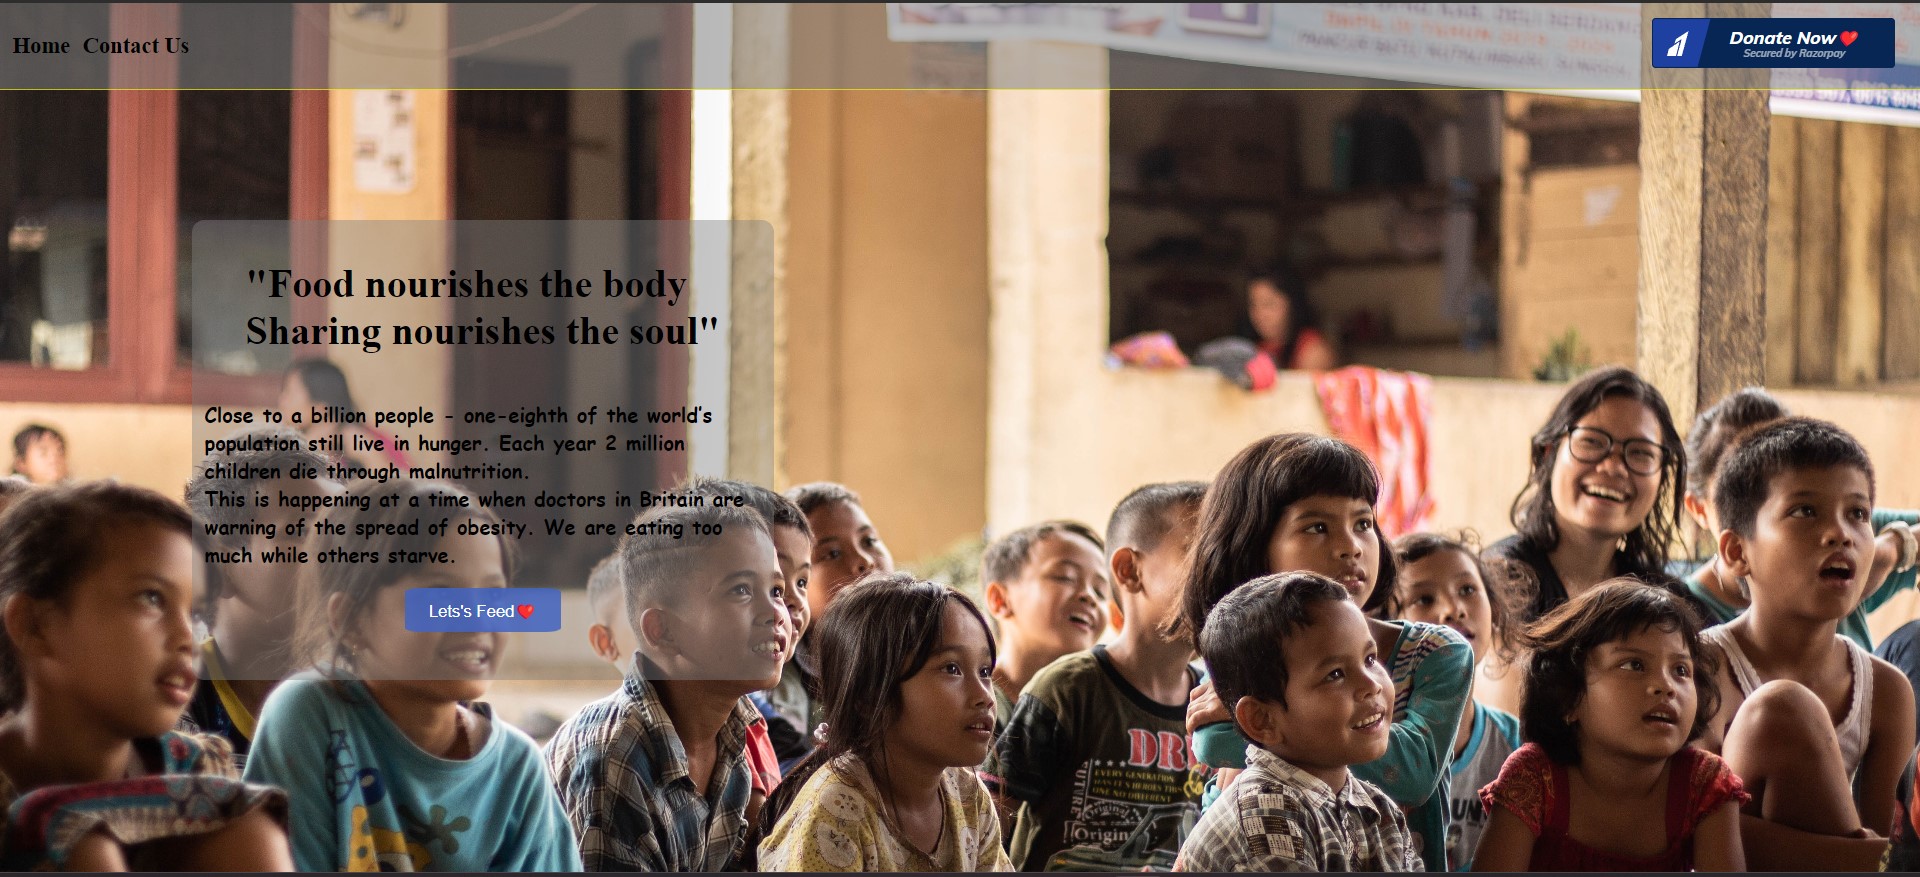 Home Contact Us
Donate Now❤️
Secured by Razorpay
"Food nourishes the body
Sharing nourishes the soul"
Close to a billion people - one-eighth of the world's
population still live in hunger. Each year 2 million
children die through malnutrition.
This is happening at a time when doctors in Britain are
warning of the spread of obesity. We are eating too
much while others starve.
Lets's Feed❤️
EVERY GENERATION
Origin